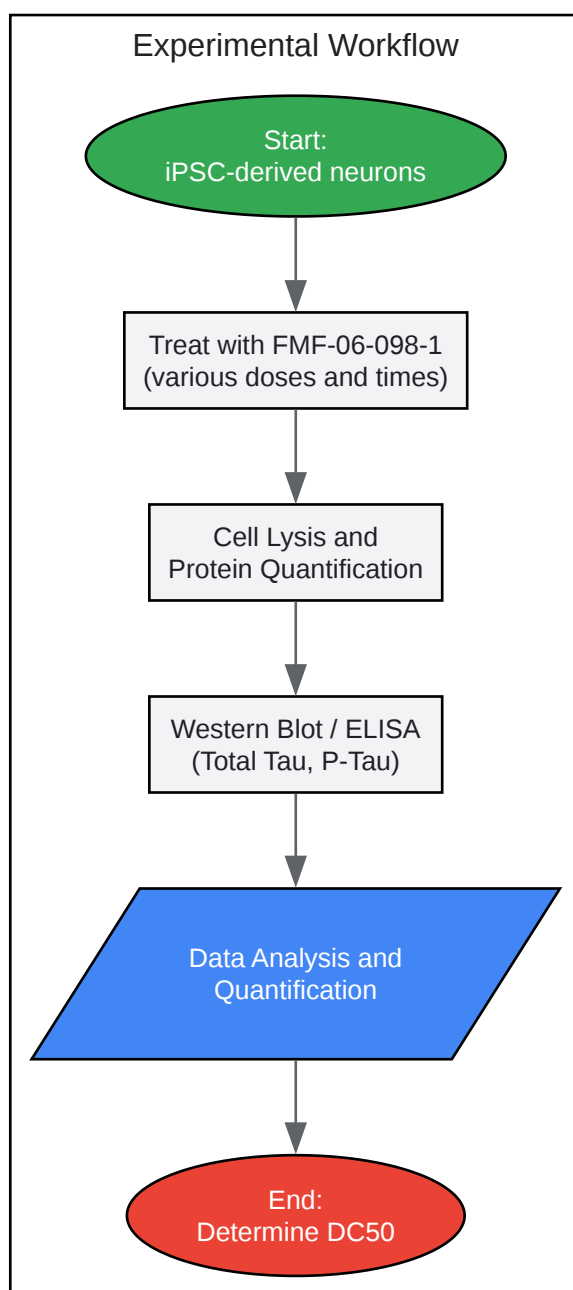 Experimental Workflow
Start:
iPSC-derived neurons
Treat with FMF-06-098-1
(various doses and times)
Cell Lysis and
Protein Quantification
Western Blot / ELISA
(Total Tau, P-Tau)
Data Analysis and
Quantification
End:
Determine DC50